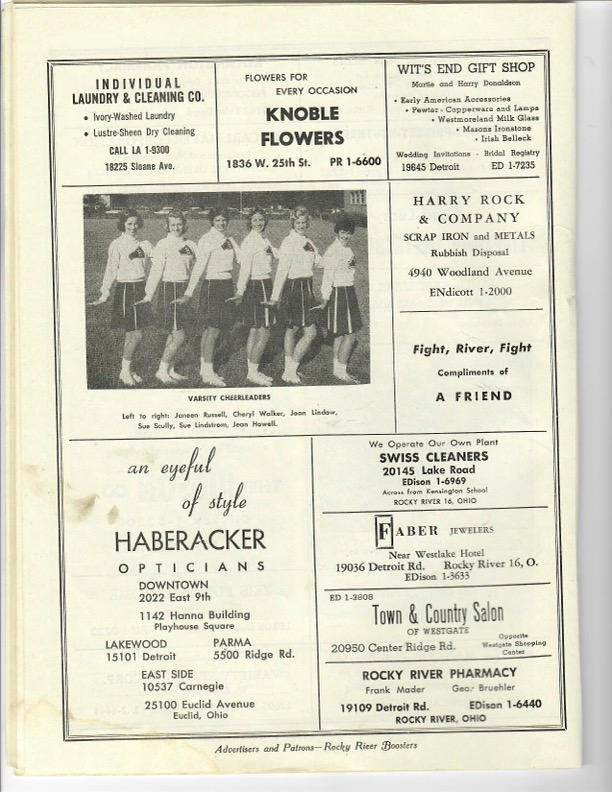 INDIVIDUAL
LAUNDRY & CLEANING CO.
• Ivory-Washed Laundry
• Lustre-Sheen Dry Cleaning
CALL LA 1-9300
18225 Sloane Ave.
FLOWERS FOR
EVERY OCCASION
KNOBLE
FLOWERS
1836 W. 25th St. PR 1-6600
WIT'S END GIFT SHOP
Martie and Harry Donaldson
• Early American Accessories
• Pewter - Copperware and Lamps
• Westmoreland Milk Glass
• Masons Ironstone
• Irish Belleck
Wedding Invitations - Bridal Registry
19645 Detroit ED 1-7235
VARSITY CHEERLEADERS
Left to right: Janeen Russell, Cheryl Walker, Joan Lindow,
Sue Scully, Sue Lindstrom, Jean Howell.
HARRY ROCK
& COMPANY
SCRAP IRON and METALS
Rubbish Disposal
4940 Woodland Avenue
ENdicott 1-2000
Fight, River, Fight
Compliments of
A FRIEND
an eyeful
of style
HABERACKER
OPTICIANS
DOWNTOWN
2022 East 9th
1142 Hanna Building
Playhouse Square
LAKEWOOD PARMA
15101 Detroit 5500 Ridge Rd.
EAST SIDE
10537 Carnegie
25100 Euclid Avenue
Euclid, Ohio
We Operate Our Own Plant
SWISS CLEANERS
20145 Lake Road
EDison 1-6969
Across from Kensington School
ROCKY RIVER 16, OHIO
FABER JEWELERS
Near Westlake Hotel
19036 Detroit Rd. Rocky River 16, O.
EDison 1-3633
ED 1-3808
Town & Country Salon
OF WESTGATE
20950 Center Ridge Rd.
Opposite
Westgate Shopping
Center
ROCKY RIVER PHARMACY
Frank Mader Geo. Bruehler
19109 Detroit Rd. EDison 1-6440
ROCKY RIVER, OHIO
Advertisers and Patrons—Rocky River Boosters